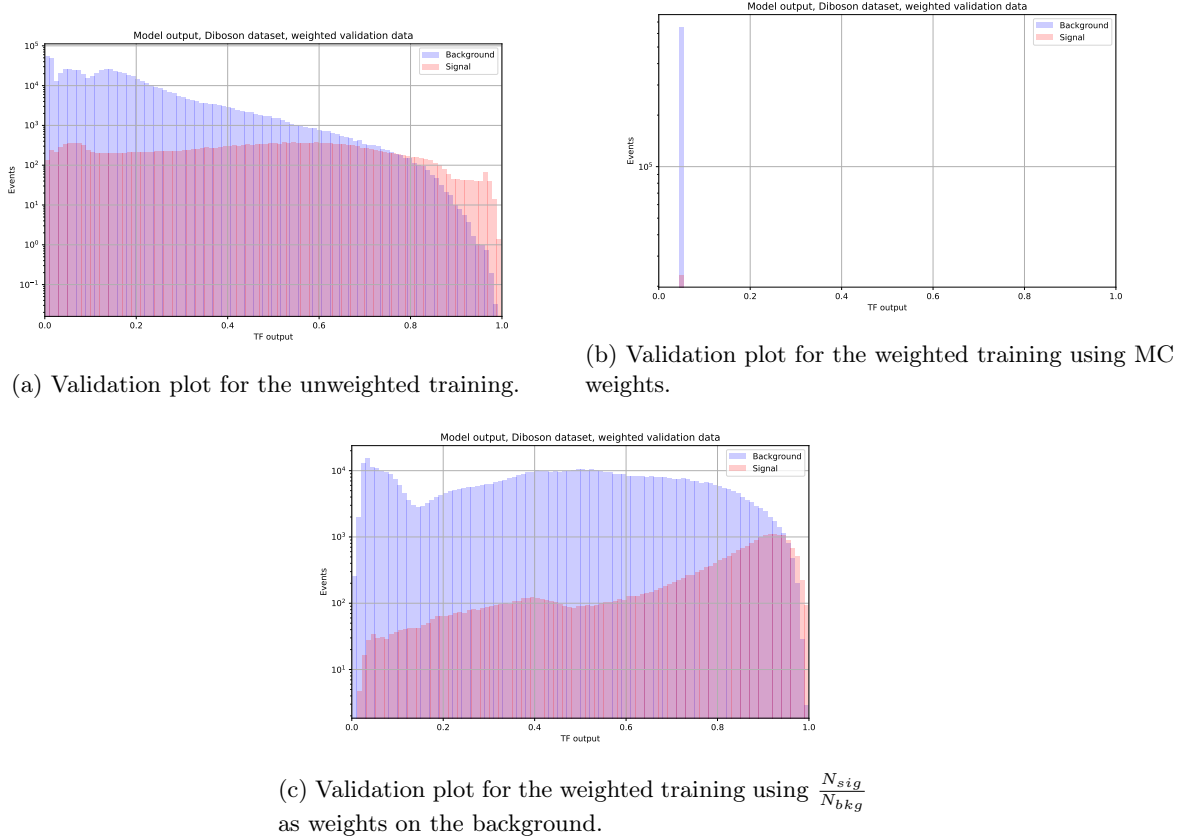 Model output, Diboson dataset, weighted validation data
Background
Signal
10^5
10^4
10^3
10^2
10^1
10^0
10^{-1}
Events
0.0 0.2 0.4 0.6 0.8 1.0
TF output
(a) Validation plot for the unweighted training.
Model output, Diboson dataset, weighted validation data
Background
Signal
10^5
Events
0.0 0.2 0.4 0.6 0.8 1.0
TF output
(b) Validation plot for the weighted training using MC
weights.
Model output, Diboson dataset, weighted validation data
Background
Signal
10^4
10^3
10^2
10^1
Events
0.0 0.2 0.4 0.6 0.8 1.0
TF output
(c) Validation plot for the weighted training using \frac{N_{sig}}{N_{bkg}}
as weights on the background.